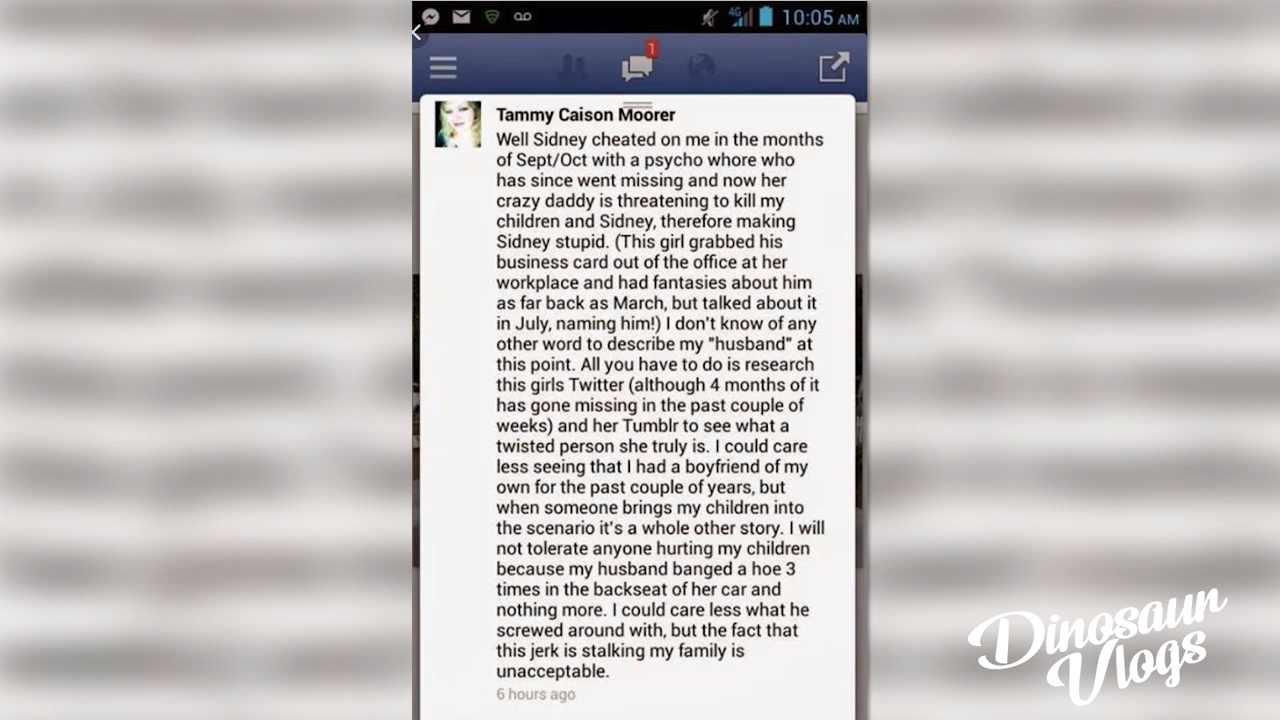 4G
10:05 AM
1
Tammy Caison Moorer
Well Sidney cheated on me in the months
of Sept/Oct with a psycho whore who
has since went missing and now her
crazy daddy is threatening to kill my
children and Sidney, therefore making
Sidney stupid. (This girl grabbed his
business card out of the office at her
workplace and had fantasies about him
as far back as March, but talked about it
in July, naming him!) I don't know of any
other word to describe my "husband" at
this point. All you have to do is research
this girls Twitter (although 4 months of it
has gone missing in the past couple of
weeks) and her Tumblr to see what a
twisted person she truly is. I could care
less seeing that I had a boyfriend of my
own for the past couple of years, but
when someone brings my children into
the scenario it's a whole other story. I will
not tolerate anyone hurting my children
because my husband banged a hoe 3
times in the backseat of her car and
nothing more. I could care less what he
screwed around with, but the fact that
this jerk is stalking my family is
unacceptable.
6 hours ago
Dinosaun
Vlogs